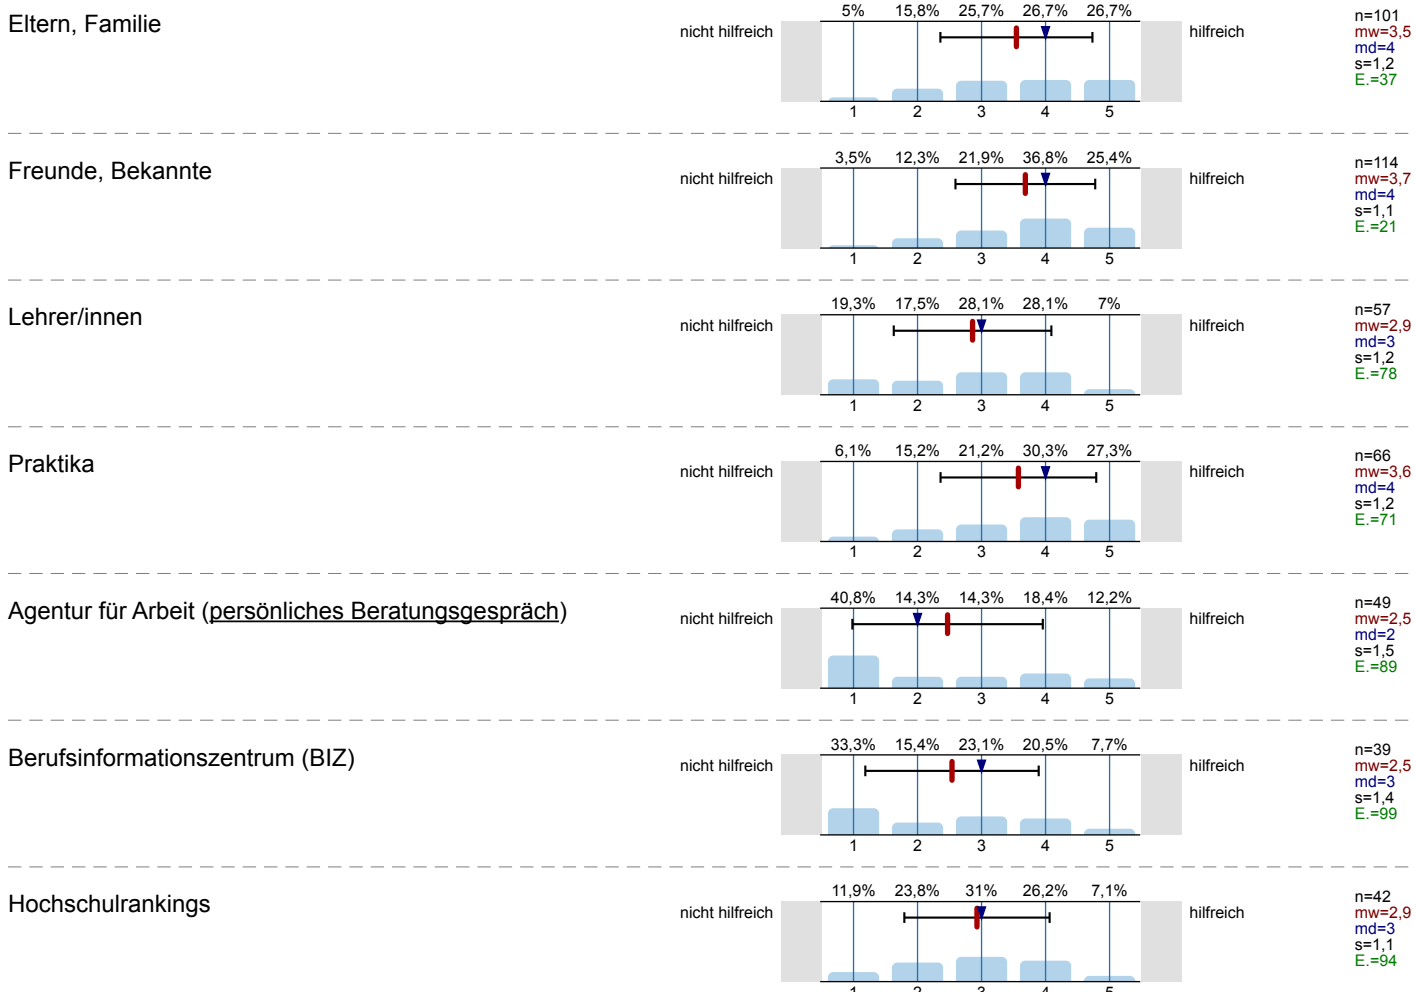 Eltern, Familie
5% 15,8% 25,7% 26,7% 26,7%
nicht hilfreich hilfreich
1 2 3 4 5
n=101
mw=3,5
md=4
s=1,2
E.=37
Freunde, Bekannte
3,5% 12,3% 21,9% 36,8% 25,4%
nicht hilfreich hilfreich
1 2 3 4 5
n=114
mw=3,7
md=4
s=1,1
E.=21
Lehrer/innen
19,3% 17,5% 28,1% 28,1% 7%
nicht hilfreich hilfreich
1 2 3 4 5
n=57
mw=2,9
md=3
s=1,2
E.=78
Praktika
6,1% 15,2% 21,2% 30,3% 27,3%
nicht hilfreich hilfreich
1 2 3 4 5
n=66
mw=3,6
md=4
s=1,2
E.=71
Agentur für Arbeit (persönliches Beratungsgespräch)
40,8% 14,3% 14,3% 18,4% 12,2%
nicht hilfreich hilfreich
1 2 3 4 5
n=49
mw=2,5
md=2
s=1,5
E.=89
Berufsinformationszentrum (BIZ)
33,3% 15,4% 23,1% 20,5% 7,7%
nicht hilfreich hilfreich
1 2 3 4 5
n=39
mw=2,5
md=3
s=1,4
E.=99
Hochschulrankings
11,9% 23,8% 31% 26,2% 7,1%
nicht hilfreich hilfreich
1 2 3 4 5
n=42
mw=2,9
md=3
s=1,1
E.=94